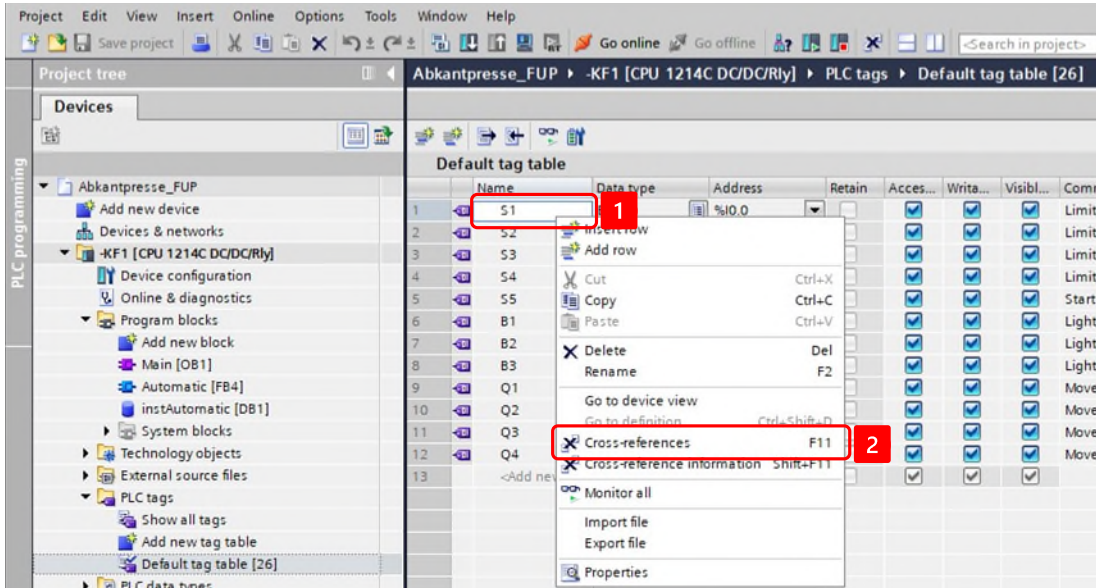 Project Edit View Insert Online Options Tools Window Help
Save project Go online Go offline <Search in project>
Project tree
Abkantpresse_FUP ▸ -KF1 [CPU 1214C DC/DC/Rly] ▸ PLC tags ▸ Default tag table [26]
Devices
PLC programming
Abkantpresse_FUP
Add new device
Devices & networks
-KF1 [CPU 1214C DC/DC/Rly]
Device configuration
Online & diagnostics
Program blocks
Add new block
Main [OB1]
Automatic [FB4]
instAutomatic [DB1]
System blocks
Technology objects
External source files
PLC tags
Show all tags
Add new tag table
Default tag table [26]
PLC data types
Default tag table
Name Data type Address Retain Acces... Writa... Visibl... Comm
1 S1 %I0.0 Limit
2 S2 Limit
3 S3 Limit
4 S4 Limit
5 S5 Start
6 B1 Light
7 B2 Light
8 B3 Light
9 Q1 Move
10 Q2 Move
11 Q3 Move
12 Q4 Move
13 <Add new
1
Insert row
Add row
Cut Ctrl+X
Copy Ctrl+C
Paste Ctrl+V
Delete Del
Rename F2
Go to device view
Go to definition Ctrl+Shift+D
Cross-references F11
2
Cross-reference information Shift+F11
Monitor all
Import file
Export file
Properties